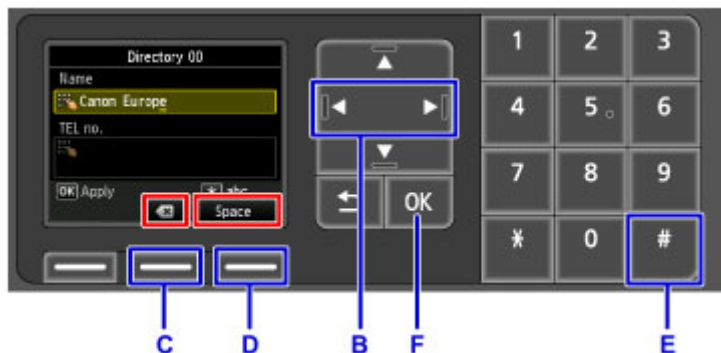 Directory 00
Name
Canon Europe
TEL no.
OK Apply
* abc
Space
OK
1 2 3
4 5 6
7 8 9
* 0 #
C D B F E